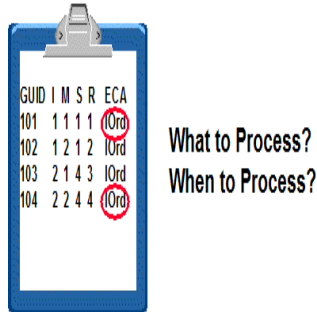 GUID I M S R ECA
101 1 1 1 1 IOrd
102 1 2 1 2 IOrd
103 2 1 4 3 IOrd
104 2 2 4 4 IOrd
What to Process?
When to Process?